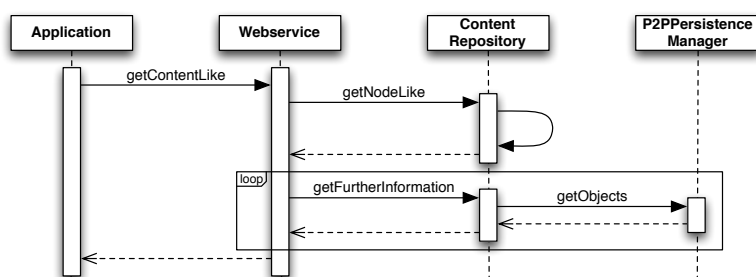 Application
Webservice
Content
Repository
P2PPersistence
Manager
getContentLike
getNodeLike
loop
getFurtherInformation
getObjects